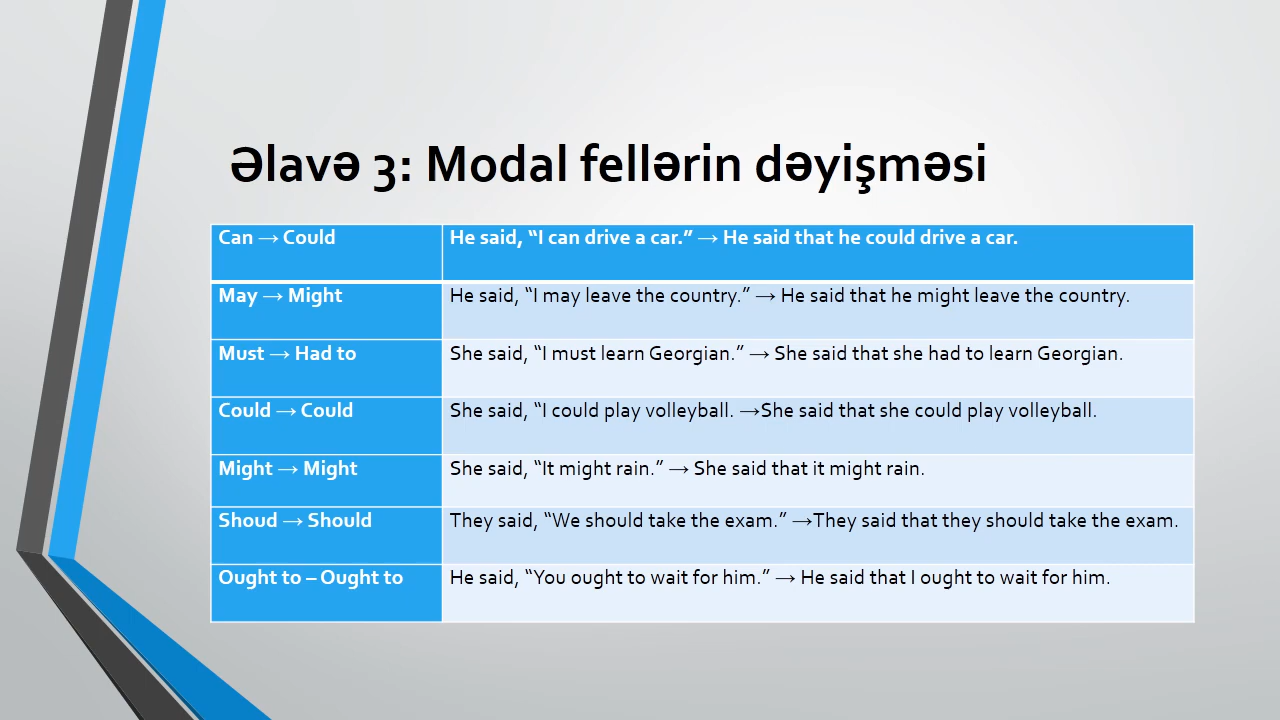 Əlavə 3: Modal fellərin dəyişməsi
Can → Could
He said, “I can drive a car.” → He said that he could drive a car.
May → Might
He said, “I may leave the country.” → He said that he might leave the country.
Must → Had to
She said, “I must learn Georgian.” → She said that she had to learn Georgian.
Could → Could
She said, “I could play volleyball. →She said that she could play volleyball.
Might → Might
She said, “It might rain.” → She said that it might rain.
Shoud → Should
They said, “We should take the exam.” →They said that they should take the exam.
Ought to – Ought to
He said, “You ought to wait for him.” → He said that I ought to wait for him.